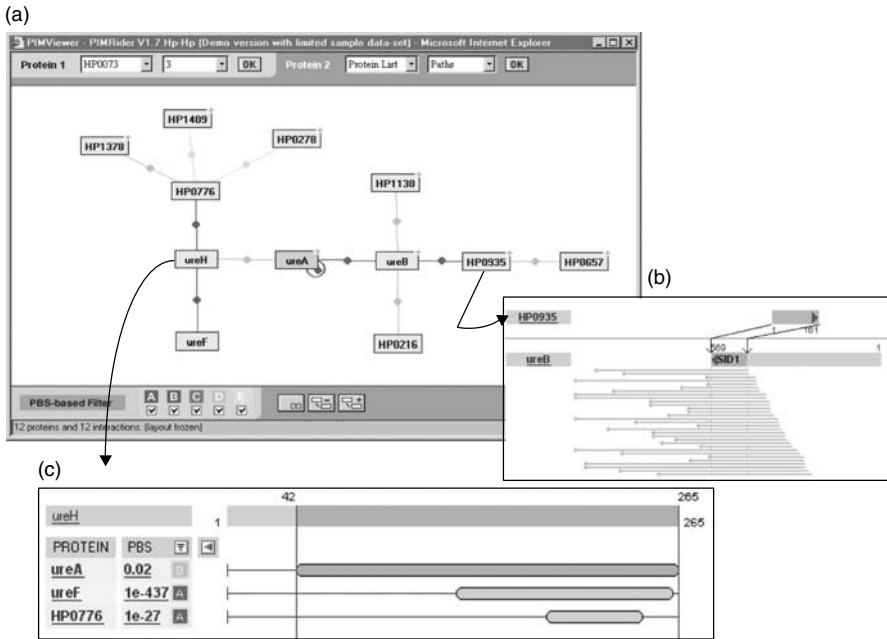 (a)
PIMViewer - PIMRider V1.7 Hp-Hp (Demo version with limited sample data-set) - Microsoft Internet Explorer
Protein 1 HP0073 3 OK Protein 2 Protein List Paths OK
HP1409
HP1378
HP0278
HP0776
HP1138
ureH
ureA
ureB
HP0935
HP0657
ureF
HP0216
PBS-based Filter
A B C D E
12 proteins and 12 interactions. (layout frozen)
(b)
HP0935
1 161
ureB
SID1
1
(c)
42 265
ureH
1 265
PROTEIN PBS
ureA 0.02 D
ureF 1e-437 A
HP0776 1e-27 A